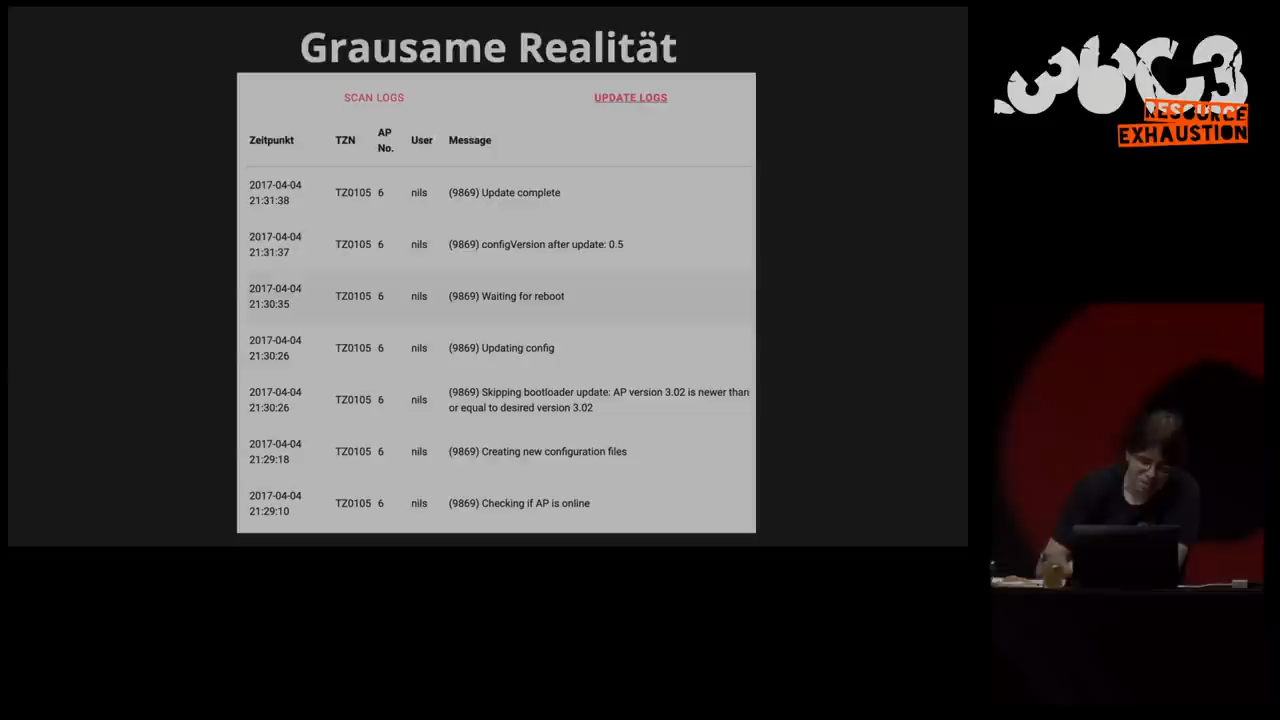 Grausame Realität
SCAN LOGS
UPDATE LOGS
Zeitpunkt TZN AP No. User Message
2017-04-04 21:31:38 TZ0105 6 nils (9869) Update complete
2017-04-04 21:31:37 TZ0105 6 nils (9869) configVersion after update: 0.5
2017-04-04 21:30:35 TZ0105 6 nils (9869) Waiting for reboot
2017-04-04 21:30:26 TZ0105 6 nils (9869) Updating config
2017-04-04 21:30:26 TZ0105 6 nils (9869) Skipping bootloader update: AP version 3.02 is newer than
or equal to desired version 3.02
2017-04-04 21:29:18 TZ0105 6 nils (9869) Creating new configuration files
2017-04-04 21:29:10 TZ0105 6 nils (9869) Checking if AP is online
36C3
RESOURCE
EXHAUSTION